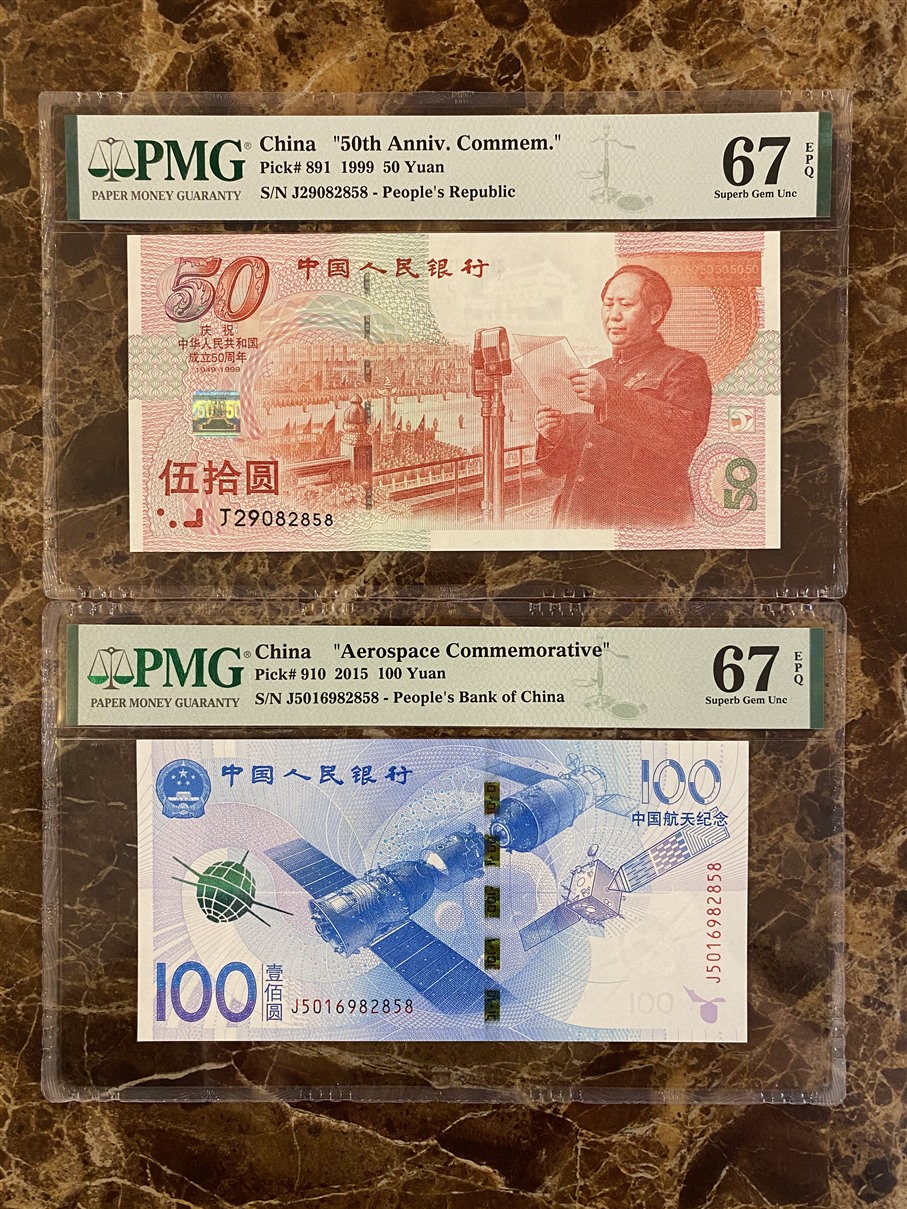 PMG®
PAPER MONEY GUARANTY
China "50th Anniv. Commem."
Pick# 891 1999 50 Yuan
S/N J29082858 - People's Republic
67 EPQ
Superb Gem Unc
50
中国人民银行
505050505050
庆祝
中华人民共和国
成立50周年
1949-1999
50 50
伍拾圆
J29082858
50
PMG®
PAPER MONEY GUARANTY
China "Aerospace Commemorative"
Pick# 910 2015 100 Yuan
S/N J5016982858 - People's Bank of China
67 EPQ
Superb Gem Unc
中国人民银行
100
中国航天纪念
J5016982858
100
壹佰圆
J5016982858
100